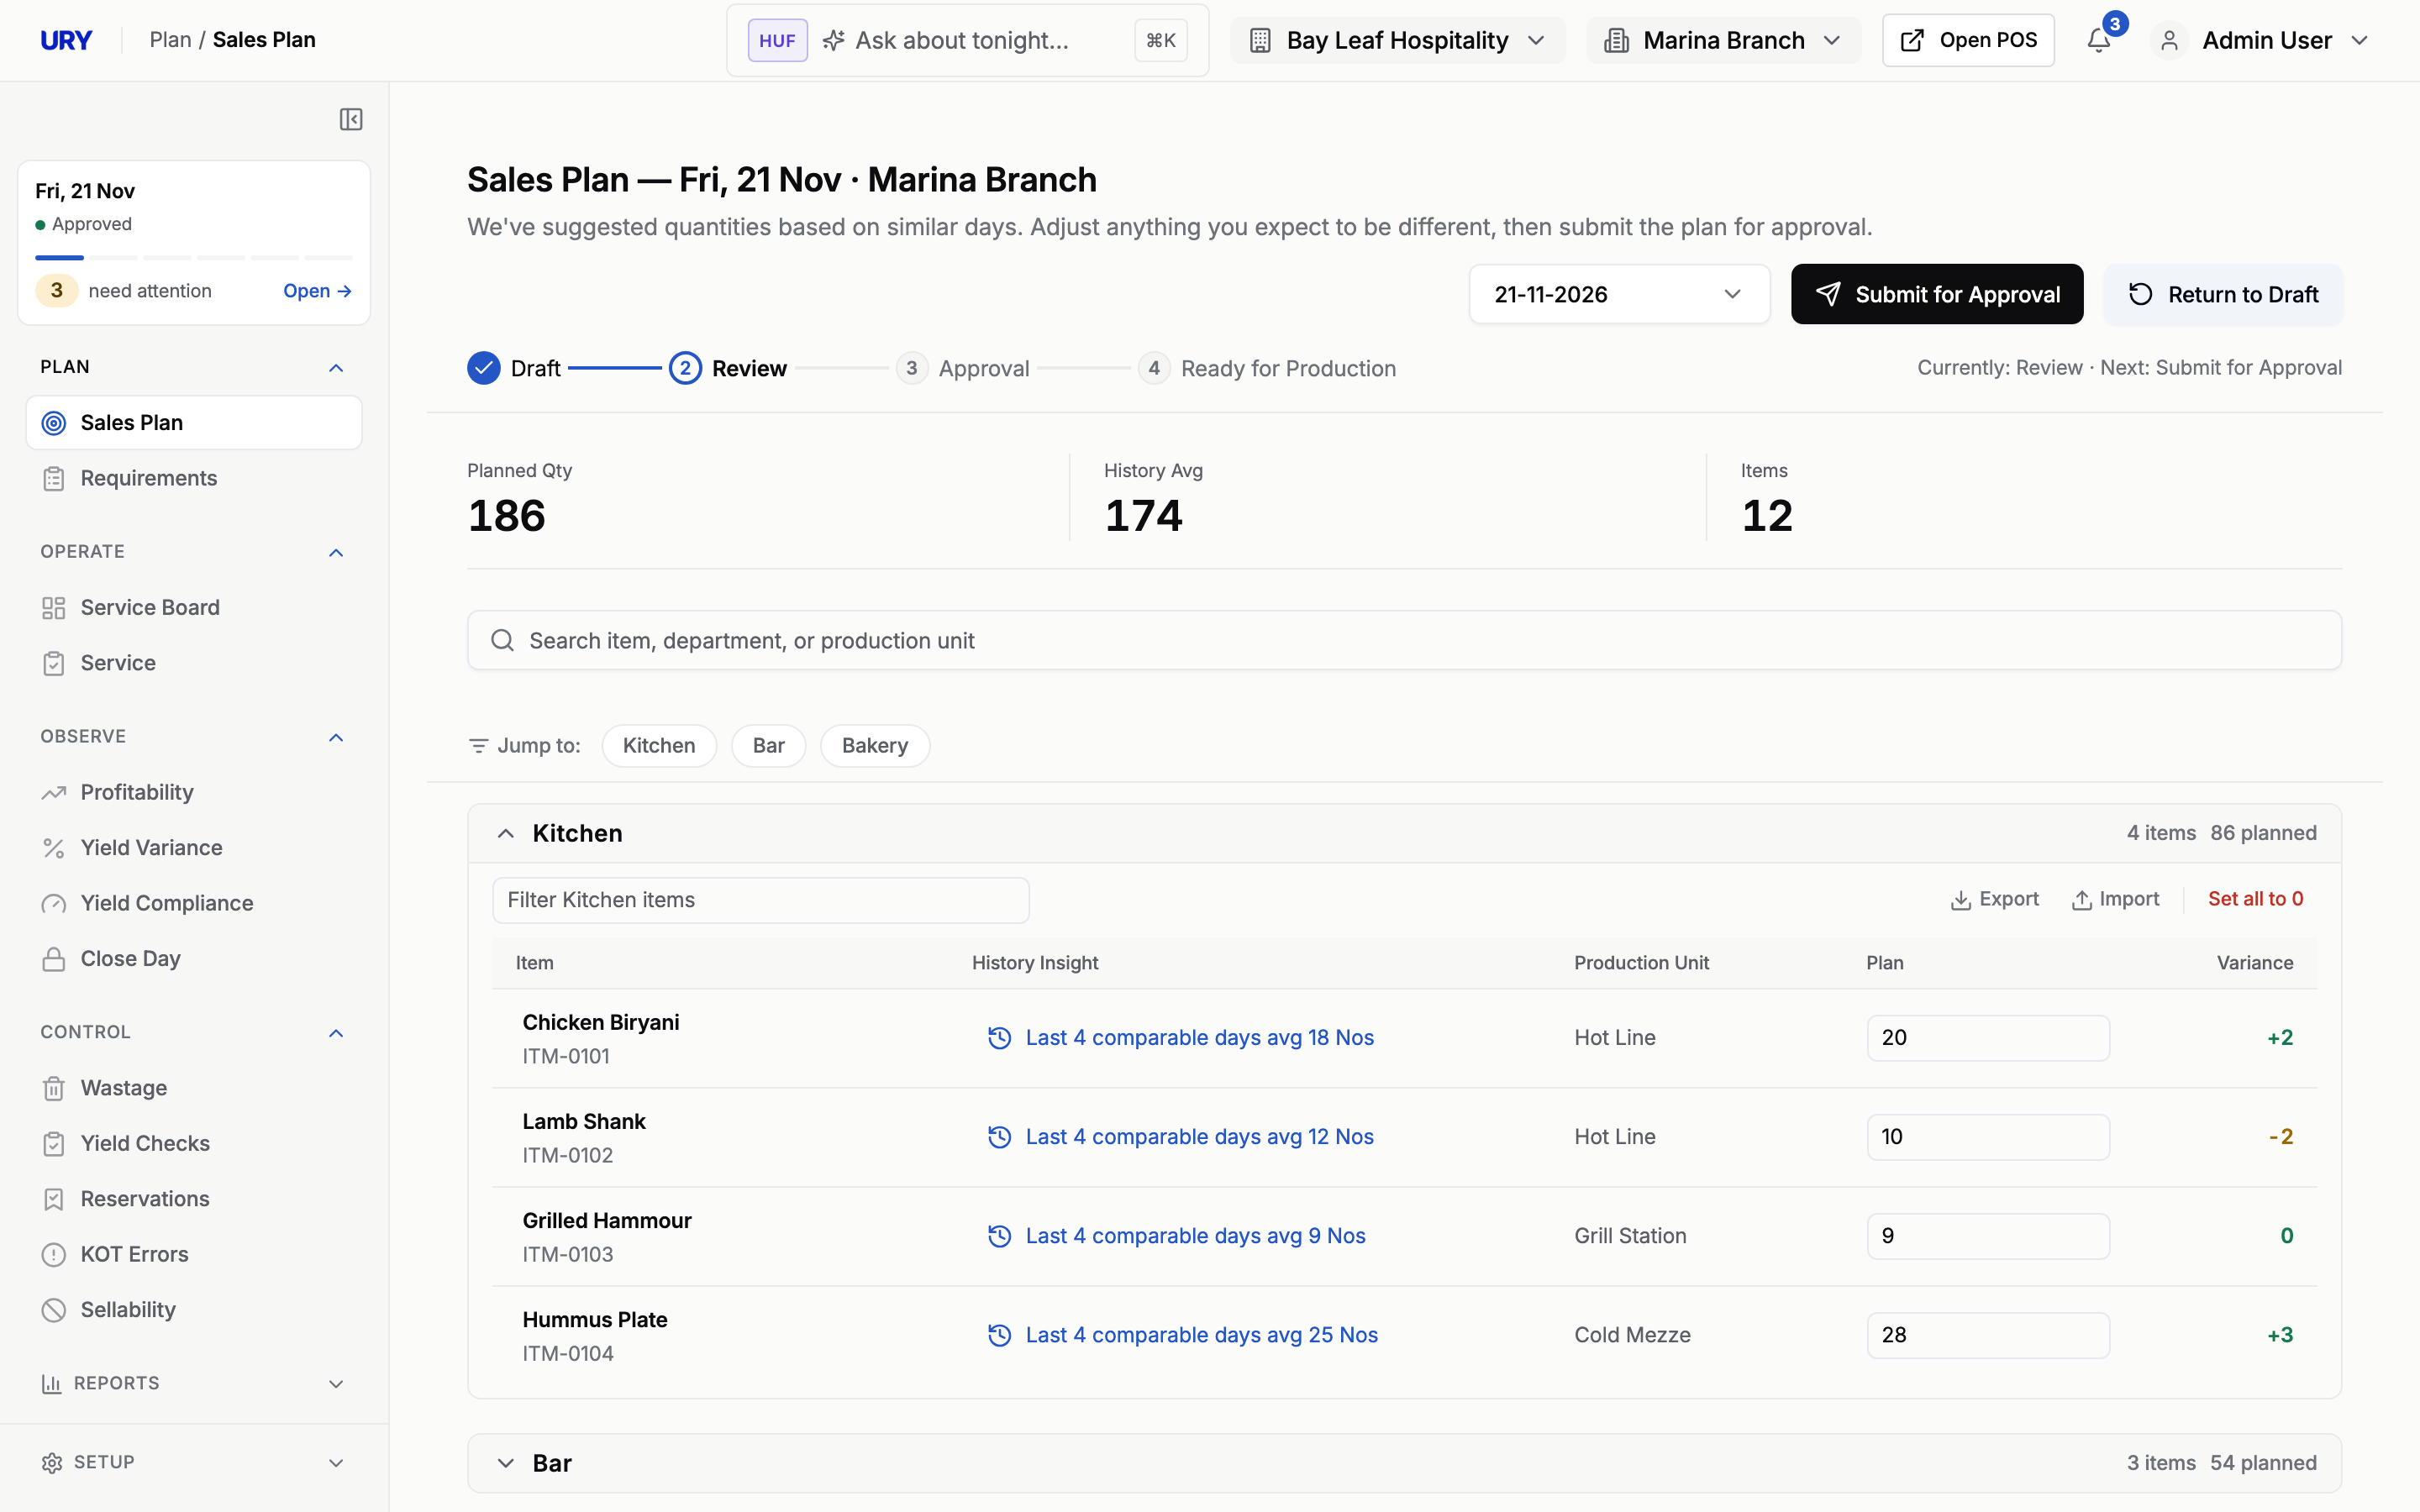 URY
Plan / Sales Plan
HUF Ask about tonight... ⌘K
Bay Leaf Hospitality
Marina Branch
Open POS
3
Admin User
Fri, 21 Nov
Approved
3 need attention Open →
PLAN
Sales Plan
Requirements
OPERATE
Service Board
Service
OBSERVE
Profitability
Yield Variance
Yield Compliance
Close Day
CONTROL
Wastage
Yield Checks
Reservations
KOT Errors
Sellability
REPORTS
SETUP
Sales Plan — Fri, 21 Nov · Marina Branch
We've suggested quantities based on similar days. Adjust anything you expect to be different, then submit the plan for approval.
21-11-2026 Submit for Approval Return to Draft
Draft 2 Review 3 Approval 4 Ready for Production Currently: Review · Next: Submit for Approval
Planned Qty History Avg Items
186 174 12
Search item, department, or production unit
Jump to: Kitchen Bar Bakery
Kitchen 4 items 86 planned
Filter Kitchen items Export Import Set all to 0
Item History Insight Production Unit Plan Variance
Chicken Biryani
ITM-0101
Last 4 comparable days avg 18 Nos Hot Line 20 +2
Lamb Shank
ITM-0102
Last 4 comparable days avg 12 Nos Hot Line 10 -2
Grilled Hammour
ITM-0103
Last 4 comparable days avg 9 Nos Grill Station 9 0
Hummus Plate
ITM-0104
Last 4 comparable days avg 25 Nos Cold Mezze 28 +3
Bar 3 items 54 planned